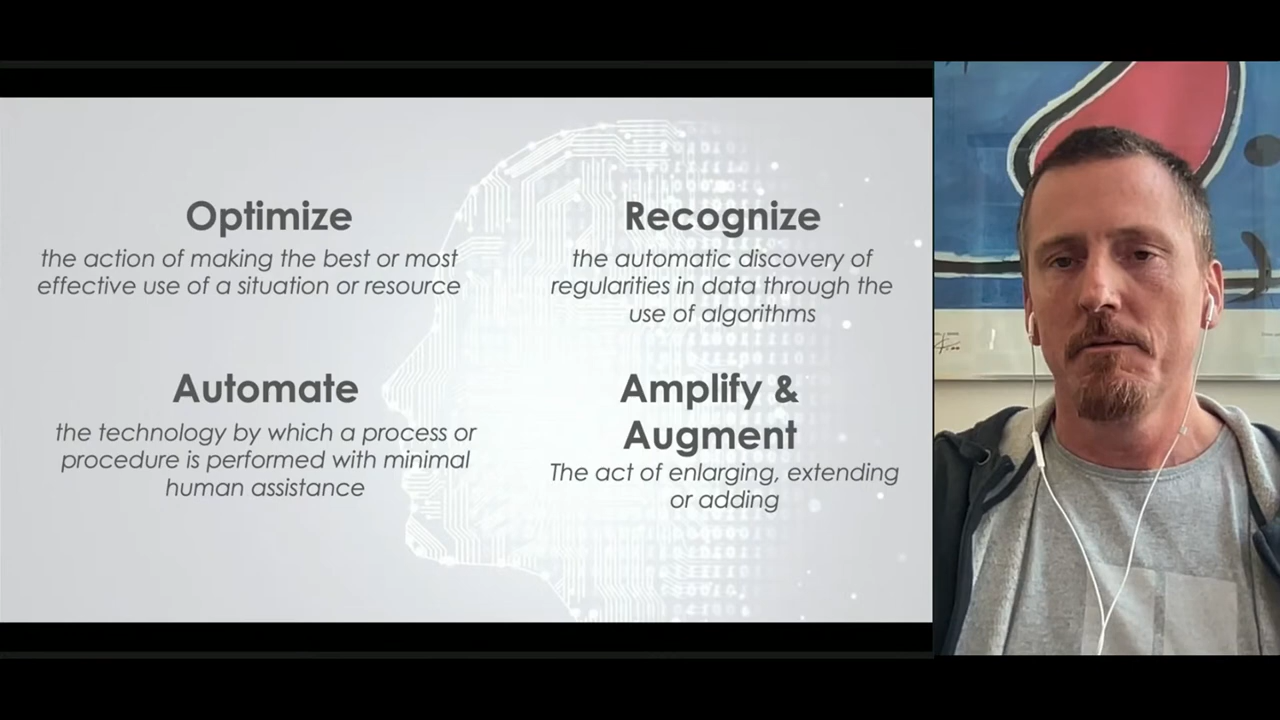 Optimize
the action of making the best or most
effective use of a situation or resource
Recognize
the automatic discovery of
regularities in data through the
use of algorithms
Automate
the technology by which a process or
procedure is performed with minimal
human assistance
Amplify &
Augment
The act of enlarging, extending
or adding